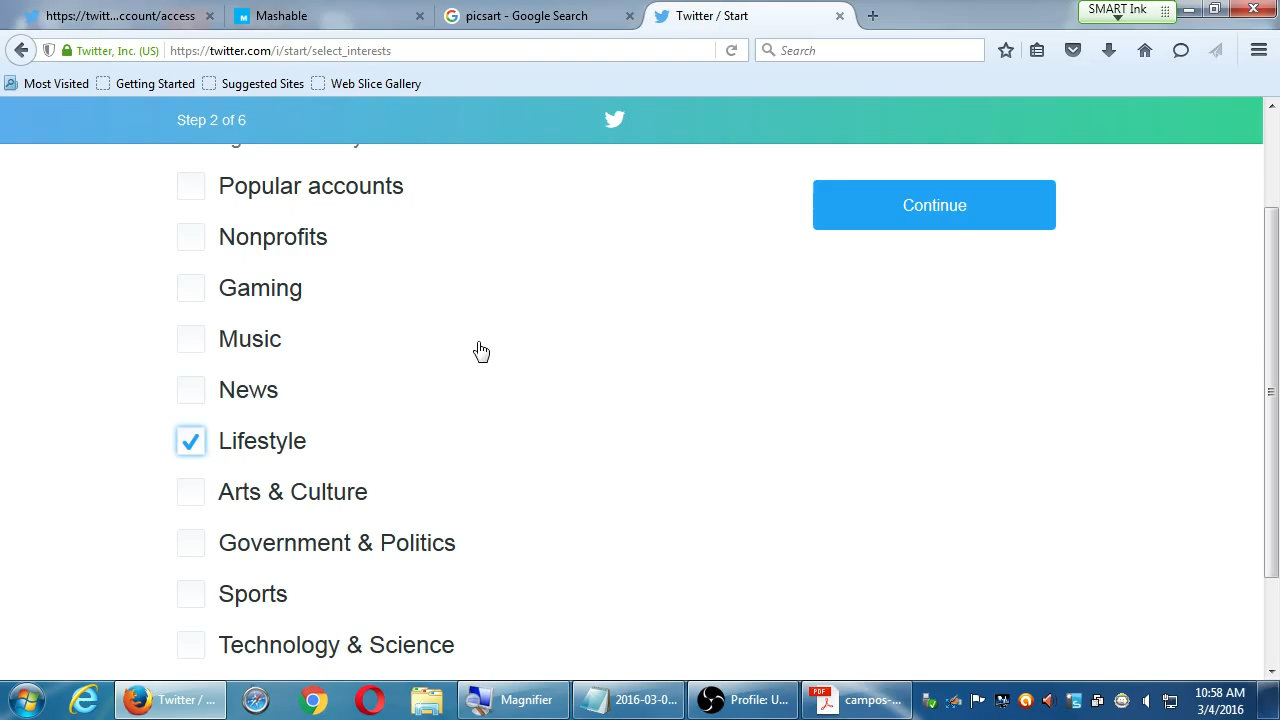 https://twitt...ccount/access
Mashable
picsart - Google Search
Twitter / Start
SMART Ink
Twitter, Inc. (US)
https://twitter.com/i/start/select_interests
Search
Most Visited
Getting Started
Suggested Sites
Web Slice Gallery
Step 2 of 6
Popular accounts
Continue
Nonprofits
Gaming
Music
News
Lifestyle
Arts & Culture
Government & Politics
Sports
Technology & Science
Twitter / ...
Magnifier
2016-03-0...
Profile: U...
PDF
campos-...
10:58 AM
3/4/2016